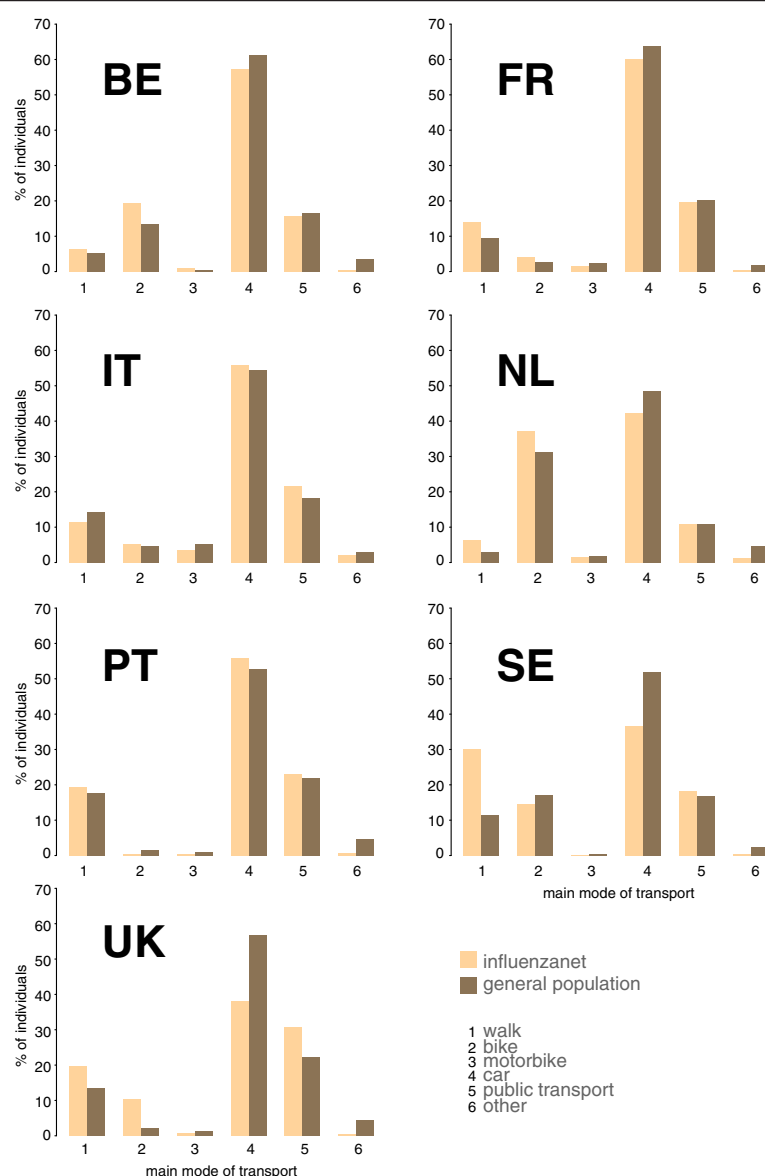 70 60 50 40 30 20 10 0
% of individuals
BE
1 2 3 4 5 6
70 60 50 40 30 20 10 0
FR
1 2 3 4 5 6
70 60 50 40 30 20 10 0
% of individuals
IT
1 2 3 4 5 6
70 60 50 40 30 20 10 0
NL
1 2 3 4 5 6
70 60 50 40 30 20 10 0
% of individuals
PT
1 2 3 4 5 6
70 60 50 40 30 20 10 0
SE
1 2 3 4 5 6
main mode of transport
70 60 50 40 30 20 10 0
% of individuals
UK
1 2 3 4 5 6
main mode of transport
influenzanet
general population
1 walk
2 bike
3 motorbike
4 car
5 public transport
6 other